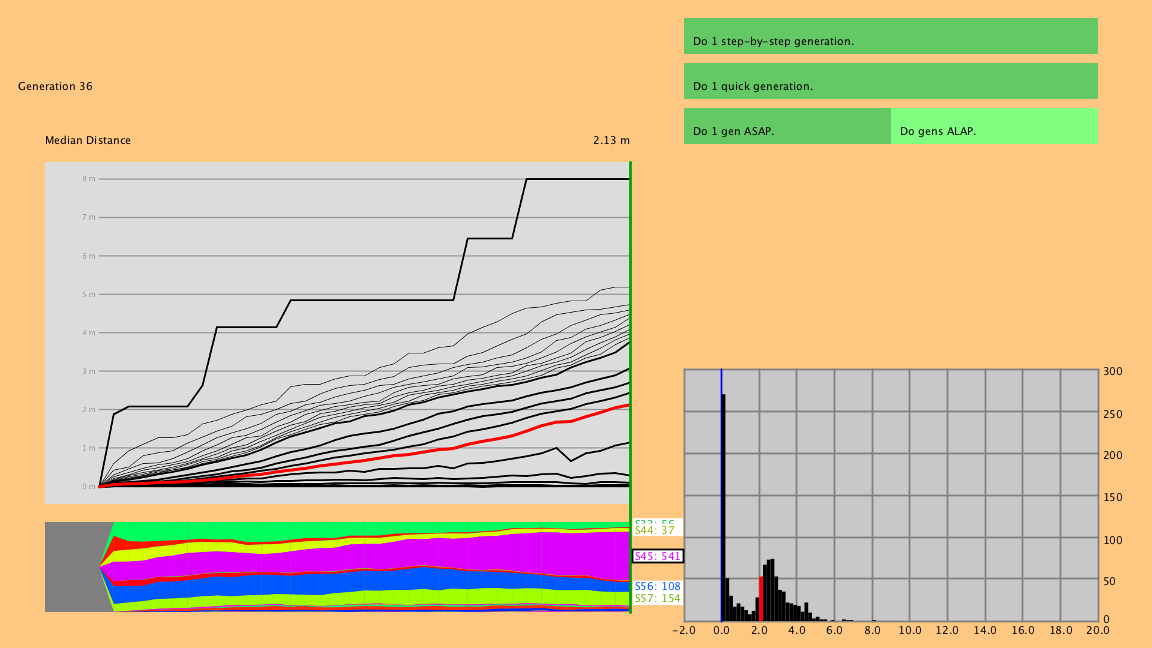 Do 1 step-by-step generation.
Generation 36
Do 1 quick generation.
Do 1 gen ASAP.
Do gens ALAP.
Median Distance
2.13 m
8 m
7 m
6 m
5 m
4 m
3 m
2 m
1 m
0 m
S33: 56
S44: 37
S45: 541
S56: 108
S57: 154
300
250
200
150
100
50
0
-2.0 0.0 2.0 4.0 6.0 8.0 10.0 12.0 14.0 16.0 18.0 20.0